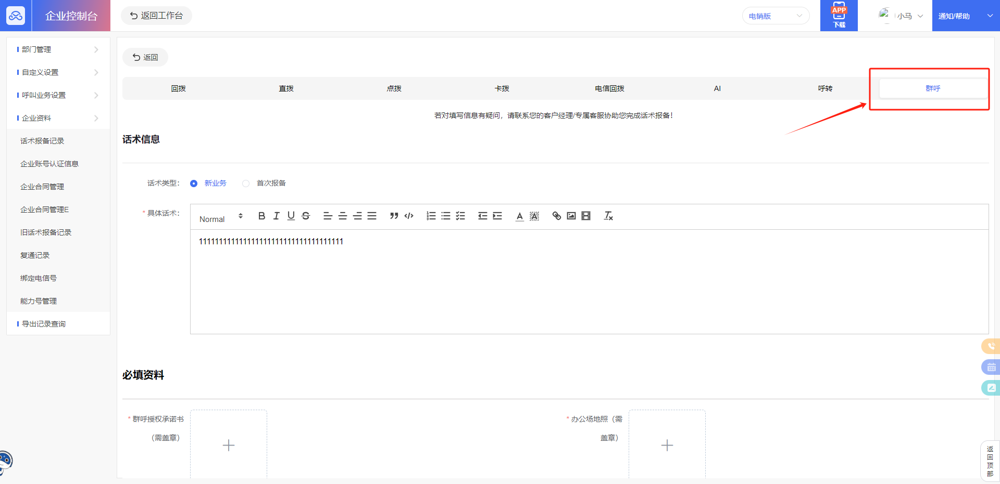 企业控制台
返回工作台
电销版
APP
下载
小马
通知/帮助
部门管理
自定义设置
呼叫业务设置
企业资料
话术报备记录
企业账号认证信息
企业合同管理
企业合同管理E
旧话术报备记录
复通记录
绑定电信号
能力号管理
导出记录查询
返回
回拨
直拨
点拨
卡拨
电信回拨
AI
呼转
群呼
若对填写信息有疑问，请联系您的客户经理/专属客服协助您完成话术报备！
话术信息
话术类型：
新业务
首次报备
* 具体话术：
Normal
111111111111111111111111111111111111
必填资料
* 群呼授权承诺书
（需盖章）
* 办公场地照（需
盖章）
返
回
顶
部